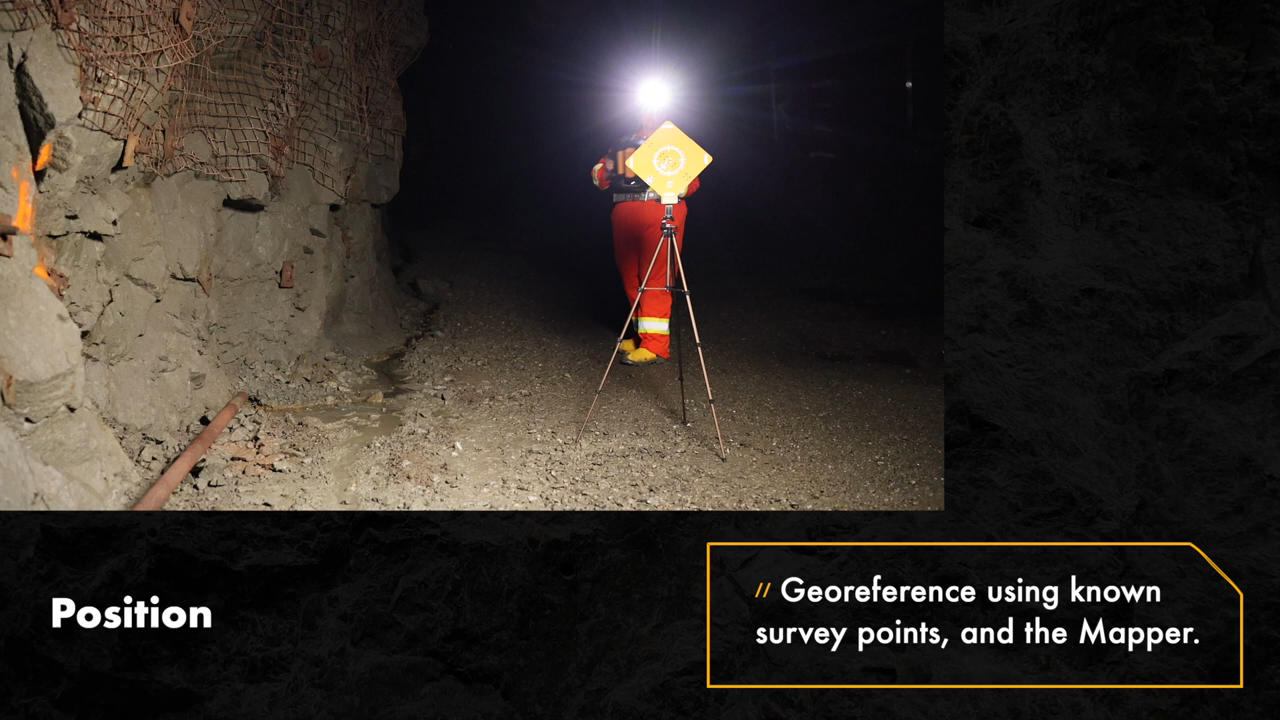 Position
// Georeference using known
survey points, and the Mapper.